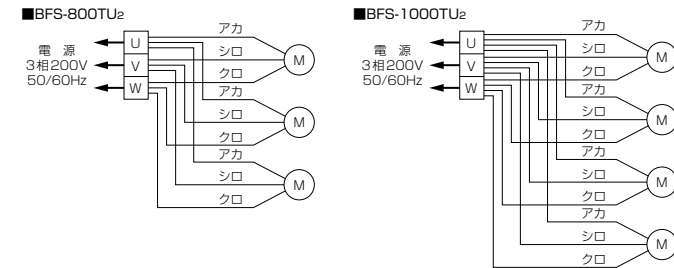 ■BFS-800TU2
電 源
3相200V
50/60Hz
U
V
W
アカ
シロ
クロ
M
アカ
シロ
クロ
M
アカ
シロ
クロ
M
■BFS-1000TU2
電 源
3相200V
50/60Hz
U
V
W
アカ
シロ
クロ
M
アカ
シロ
クロ
M
アカ
シロ
クロ
M
アカ
シロ
クロ
M